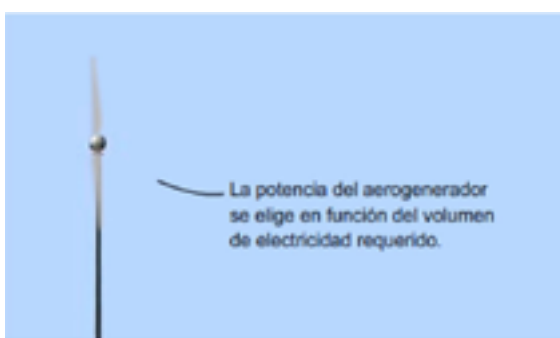 La potencia del aerogenerador
se elige en función del volumen
de electricidad requerido.